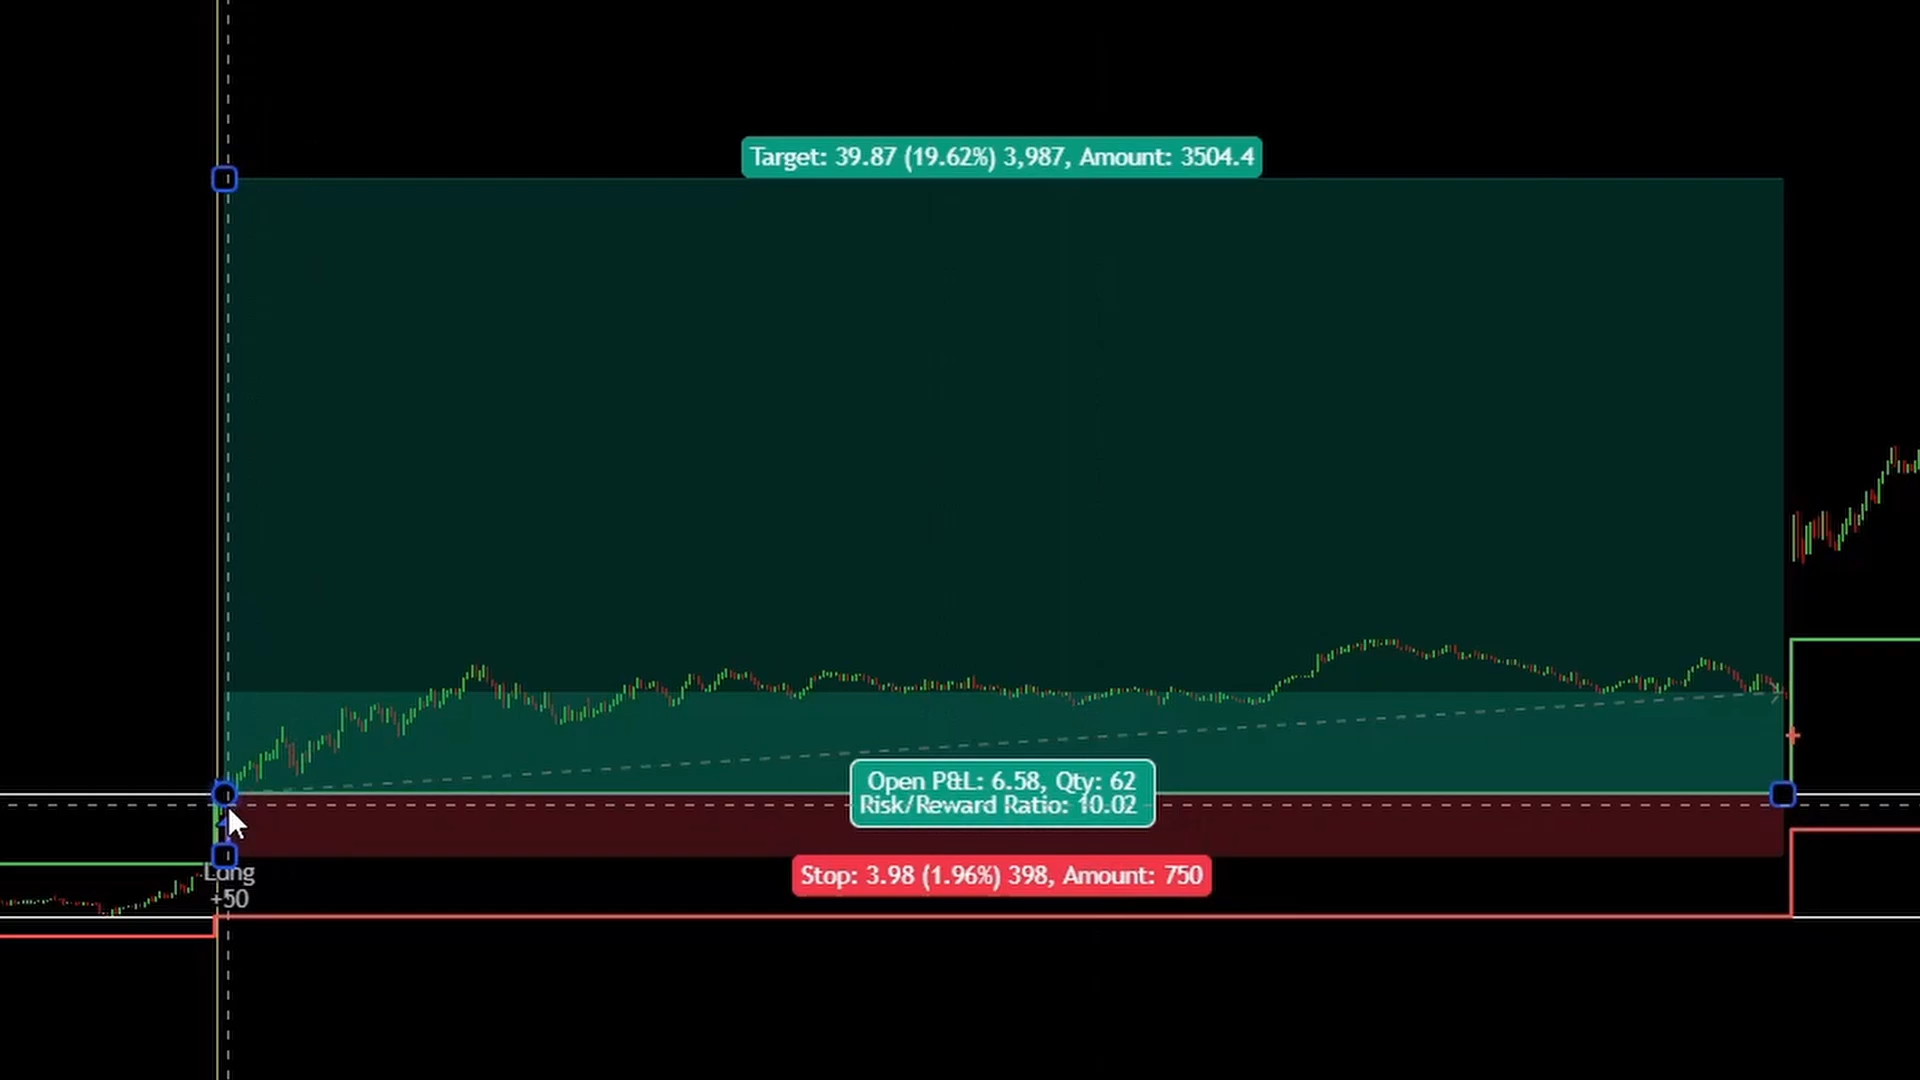 Target: 39.87 (19.62%) 3,987, Amount: 3504.4
Open P&L: 6.58, Qty: 62
Risk/Reward Ratio: 10.02
Stop: 3.98 (1.96%) 398, Amount: 750
Long
+50